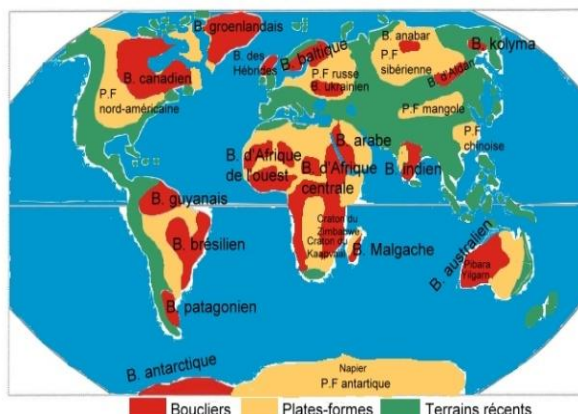 B. groenlandais
B. canadien
P.F
nord-américaine
B. des
Hébrides
B. baltique
P.F russe
B. ukrainien
B. anabar
P.F
sibérienne
B. d'Aldan
B. kolyma
P.F mangole
P.F
chinoise
B. d'Afrique
de l'ouest
B. arabe
B. d'Afrique
centrale
B. Indien
B. guyanais
B. brésilien
B. patagonien
Craton du
Zimbabwe
Craton du
Kaapvaal
B. Malgache
B. australien
Pibara
Yilgarn
B. antarctique
Napier
P.F antartique
Boucliers
Plates-formes
Terrains récents